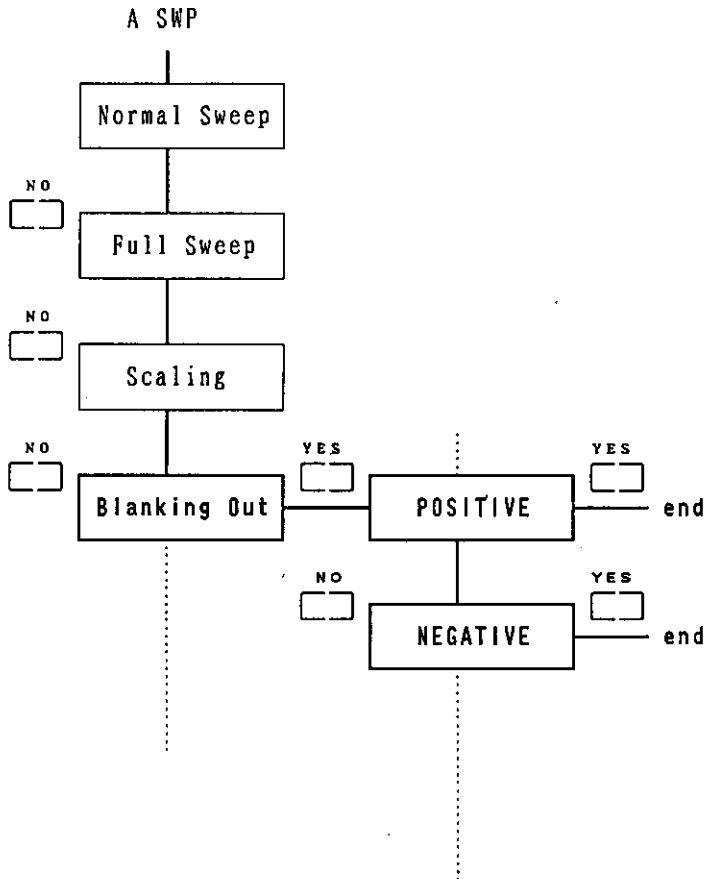 A SWP
Normal Sweep
NO
Full Sweep
NO
Scaling
NO
YES
YES
Blanking Out
POSITIVE
end
NO
YES
NEGATIVE
end